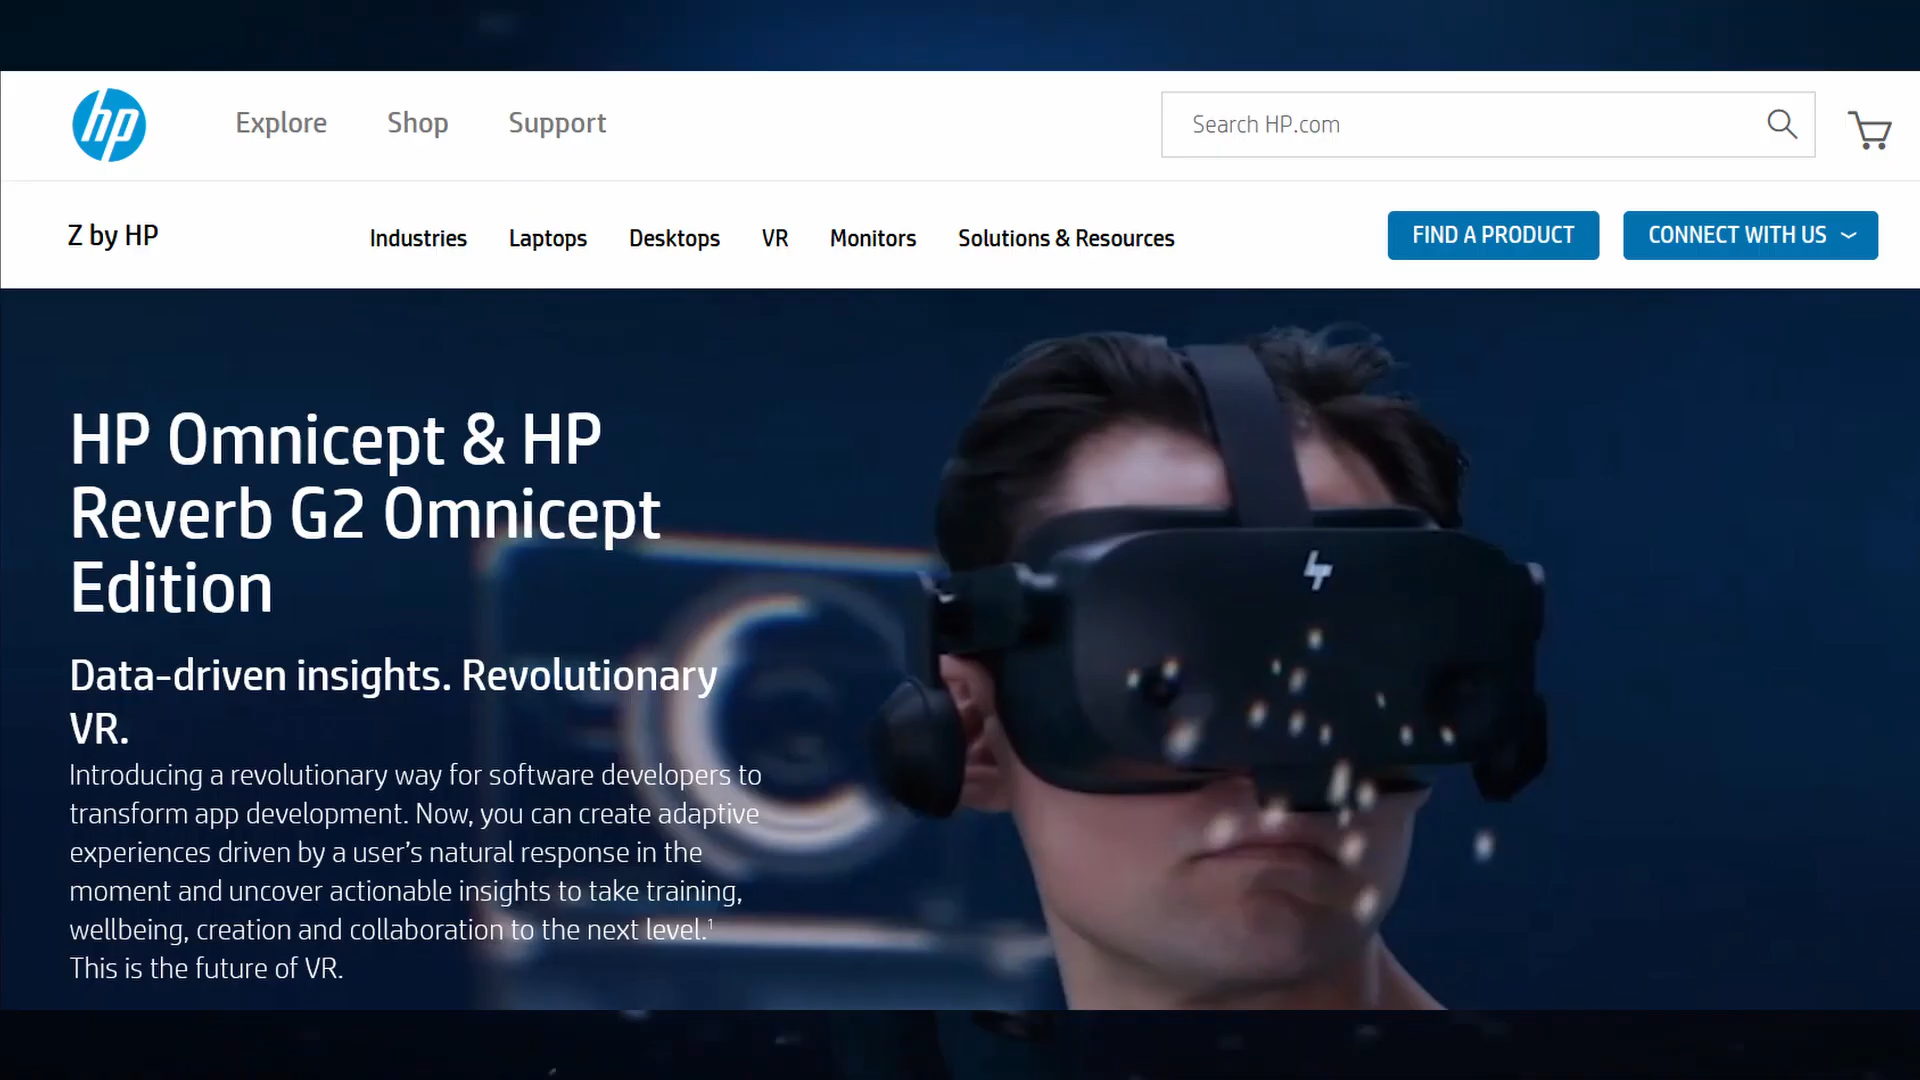 hp
Explore
Shop
Support
Search HP.com
Z by HP
Industries
Laptops
Desktops
VR
Monitors
Solutions & Resources
FIND A PRODUCT
CONNECT WITH US
HP Omnicept & HP
Reverb G2 Omnicept
Edition
Data-driven insights. Revolutionary
VR.
Introducing a revolutionary way for software developers to
transform app development. Now, you can create adaptive
experiences driven by a user’s natural response in the
moment and uncover actionable insights to take training,
wellbeing, creation and collaboration to the next level.¹
This is the future of VR.